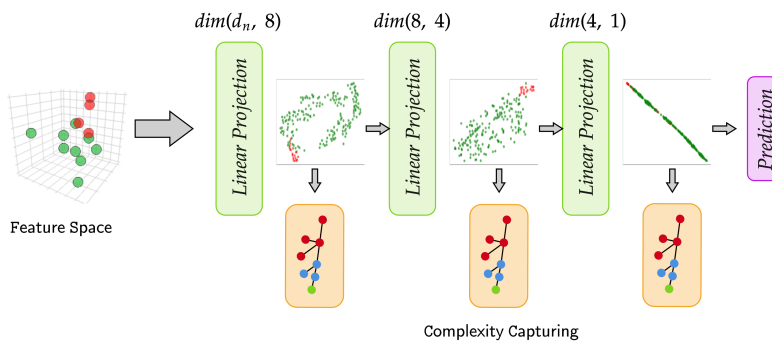 dim(dₙ, 8)
dim(8, 4)
dim(4, 1)
Linear Projection
Linear Projection
Linear Projection
Prediction
Feature Space
Complexity Capturing